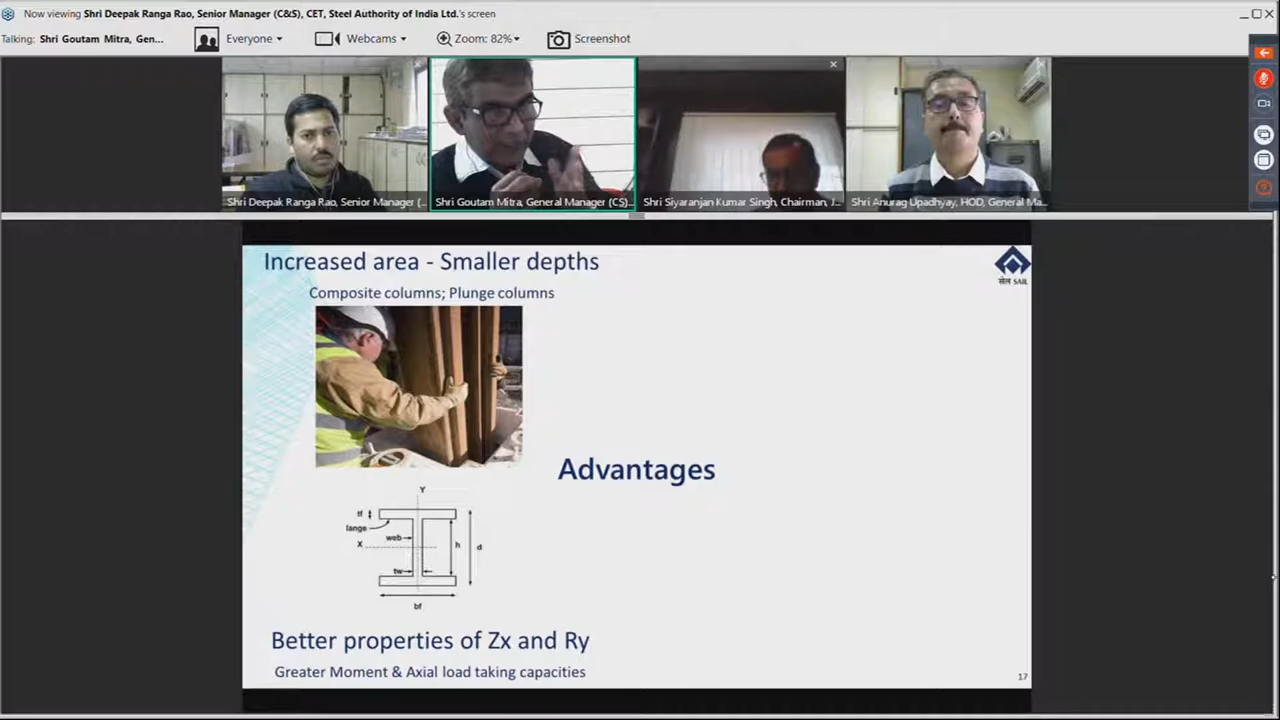 Now viewing Shri Deepak Ranga Rao, Senior Manager (C&S), CET, Steel Authority of India Ltd.'s screen
Talking: Shri Goutam Mitra, Gen...
Everyone
Webcams
Zoom: 82%
Screenshot
Shri Deepak Ranga Rao, Senior Manager (...
Shri Goutam Mitra, General Manager (CS)...
Shri Siyaranjan Kumar Singh, Chairman, J...
Shri Anurag Upadhyay, HOD, General Ma...
Increased area - Smaller depths
Composite columns; Plunge columns
सेल SAIL
Advantages
Y
tf
lange
web
X
h
d
tw
bf
Better properties of Zx and Ry
Greater Moment & Axial load taking capacities
17